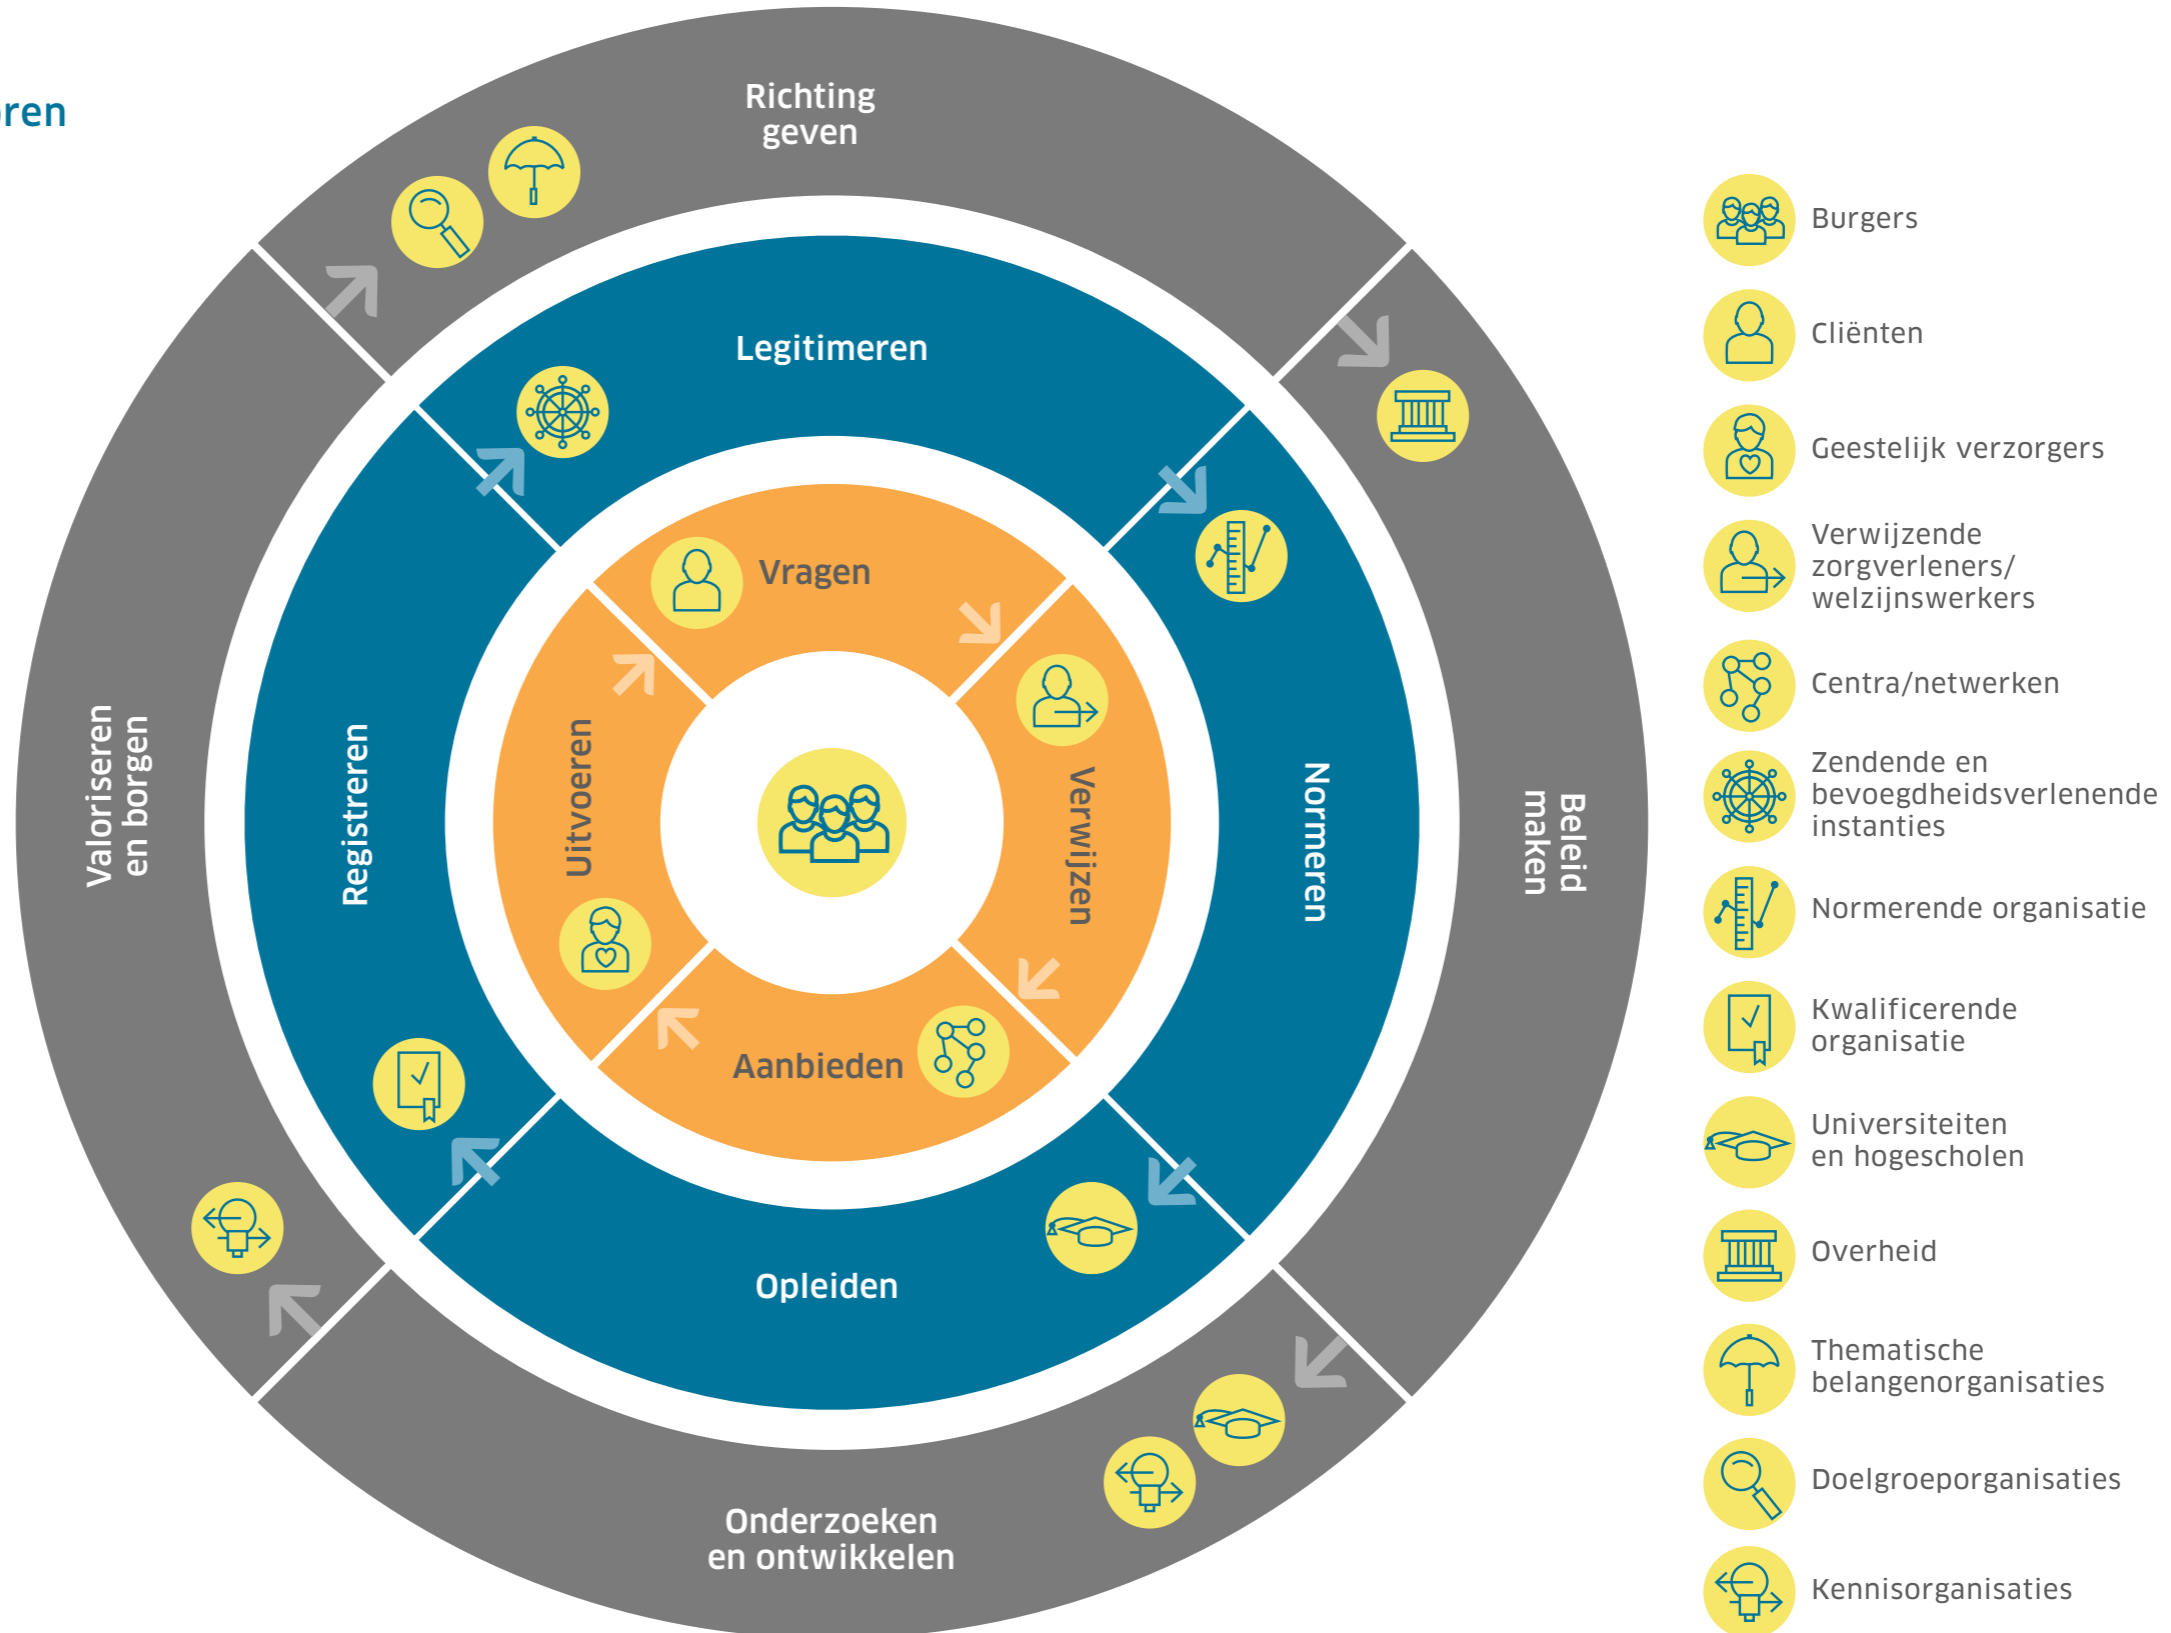 Richting
geven
Legitimeren
Vragen
Valoriseren
en borgen
Registreren
Uitvoeren
Verwijzen
Normeren
Beleid
maken
Aanbieden
Opleiden
Onderzoeken
en ontwikkelen
Burgers
Cliënten
Geestelijk verzorgers
Verwijzende
zorgverleners/
welzijnswerkers
Centra/netwerken
Zendende en
bevoegdheidsverlenende
instanties
Normerende organisatie
Kwalificerende
organisatie
Universiteiten
en hogescholen
Overheid
Thematische
belangenorganisaties
Doelgroeporganisaties
Kennisorganisaties